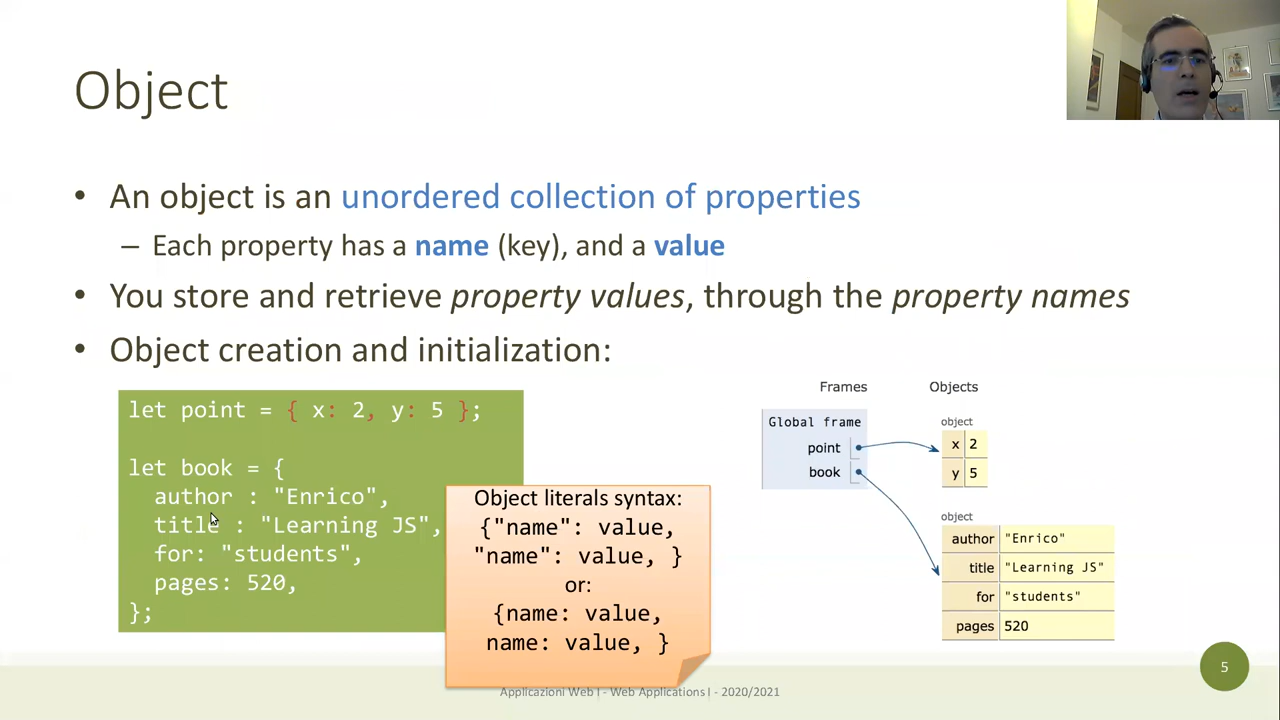 Object
• An object is an unordered collection of properties
– Each property has a name (key), and a value
• You store and retrieve property values, through the property names
• Object creation and initialization:
let point = { x: 2, y: 5 };
let book = {
author : "Enrico",
title : "Learning JS",
for: "students",
pages: 520,
};
Object literals syntax:
{"name": value,
"name": value, }
or:
{name: value,
name: value, }
Frames Objects
Global frame
point
book
object
x 2
y 5
object
author "Enrico"
title "Learning JS"
for "students"
pages 520
Applicazioni Web I - Web Applications I - 2020/2021
5